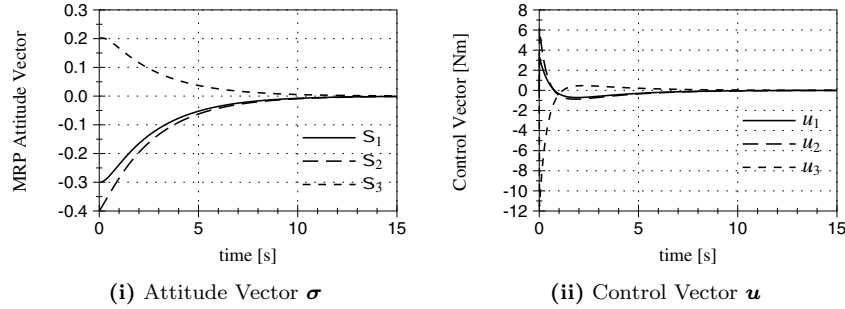 MRP Attitude Vector
0.3
0.2
0.1
0.0
-0.1
-0.2
-0.3
-0.4
S1
S2
S3
0 5 10 15
time [s]
(i) Attitude Vector σ
Control Vector [Nm]
8
6
4
2
0
-2
-4
-6
-8
-10
-12
u1
u2
u3
0 5 10 15
time [s]
(ii) Control Vector u